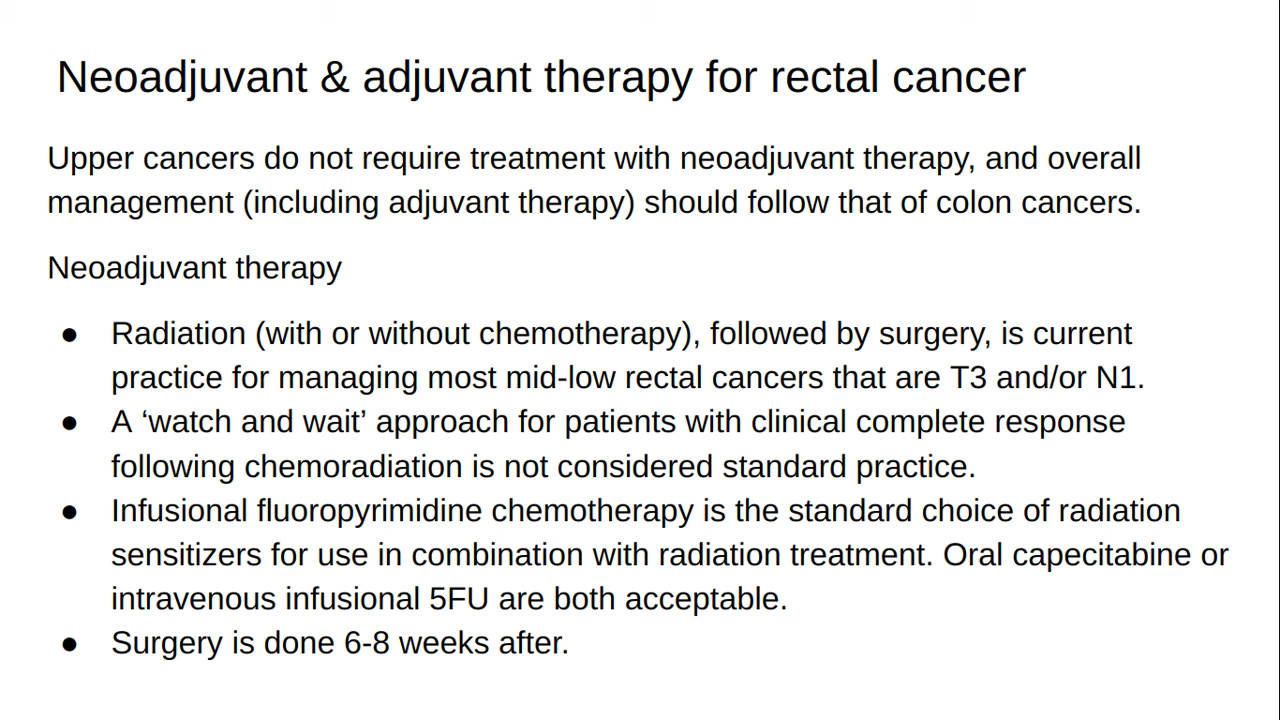 Neoadjuvant & adjuvant therapy for rectal cancer
Upper cancers do not require treatment with neoadjuvant therapy, and overall
management (including adjuvant therapy) should follow that of colon cancers.
Neoadjuvant therapy
● Radiation (with or without chemotherapy), followed by surgery, is current
practice for managing most mid-low rectal cancers that are T3 and/or N1.
● A ‘watch and wait’ approach for patients with clinical complete response
following chemoradiation is not considered standard practice.
● Infusional fluoropyrimidine chemotherapy is the standard choice of radiation
sensitizers for use in combination with radiation treatment. Oral capecitabine or
intravenous infusional 5FU are both acceptable.
● Surgery is done 6-8 weeks after.